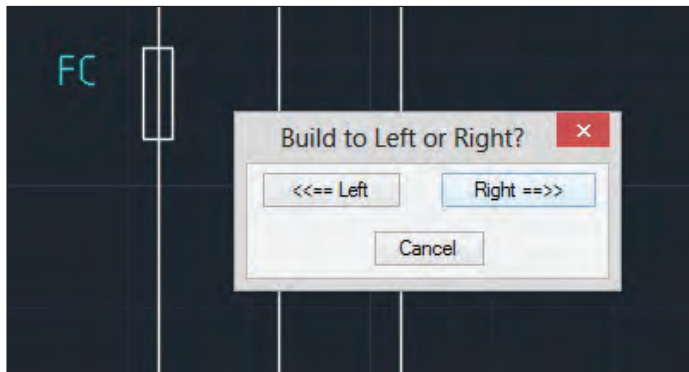 FC
Build to Left or Right?
<<== Left
Right ==>>
Cancel